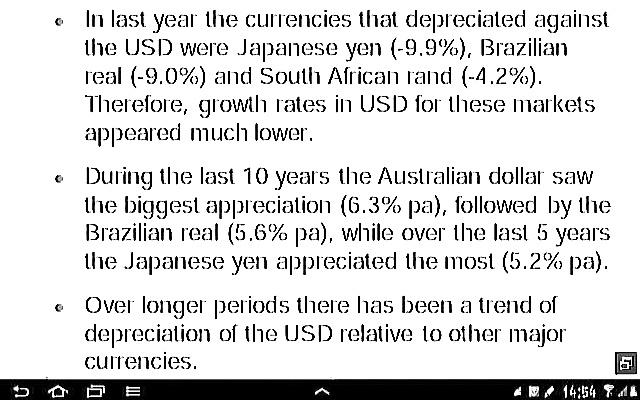 In last year the currencies that depreciated against
the USD were Japanese yen (-9.9%), Brazilian
real (-9.0%) and South African rand (-4.2%).
Therefore, growth rates in USD for these markets
appeared much lower.
During the last 10 years the Australian dollar saw
the biggest appreciation (6.3% pa), followed by the
Brazilian real (5.6% pa), while over the last 5 years
the Japanese yen appreciated the most (5.2% pa).
Over longer periods there has been a trend of
depreciation of the USD relative to other major
currencies.
14:54